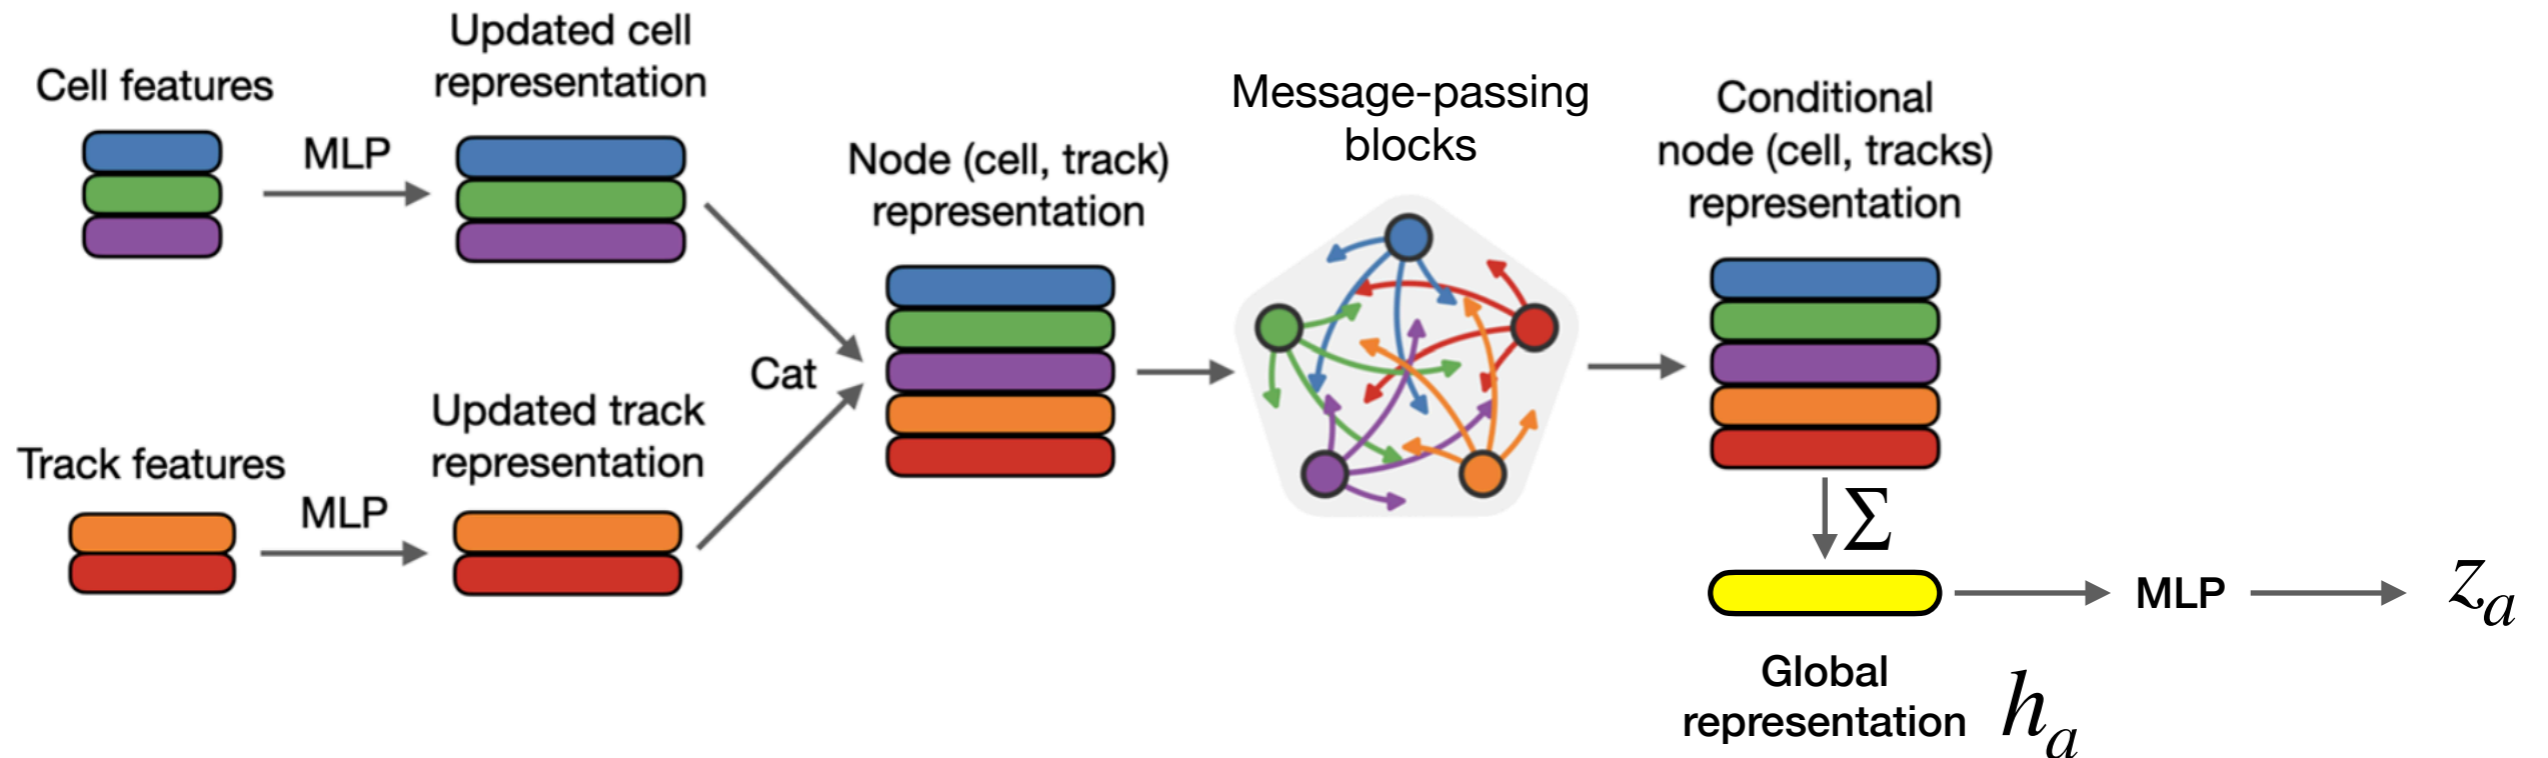 Cell features
MLP
Updated cell
representation
Track features
MLP
Updated track
representation
Cat
Node (cell, track)
representation
Message-passing
blocks
Conditional
node (cell, tracks)
representation
Σ
MLP
z_a
Global
representation
h_a